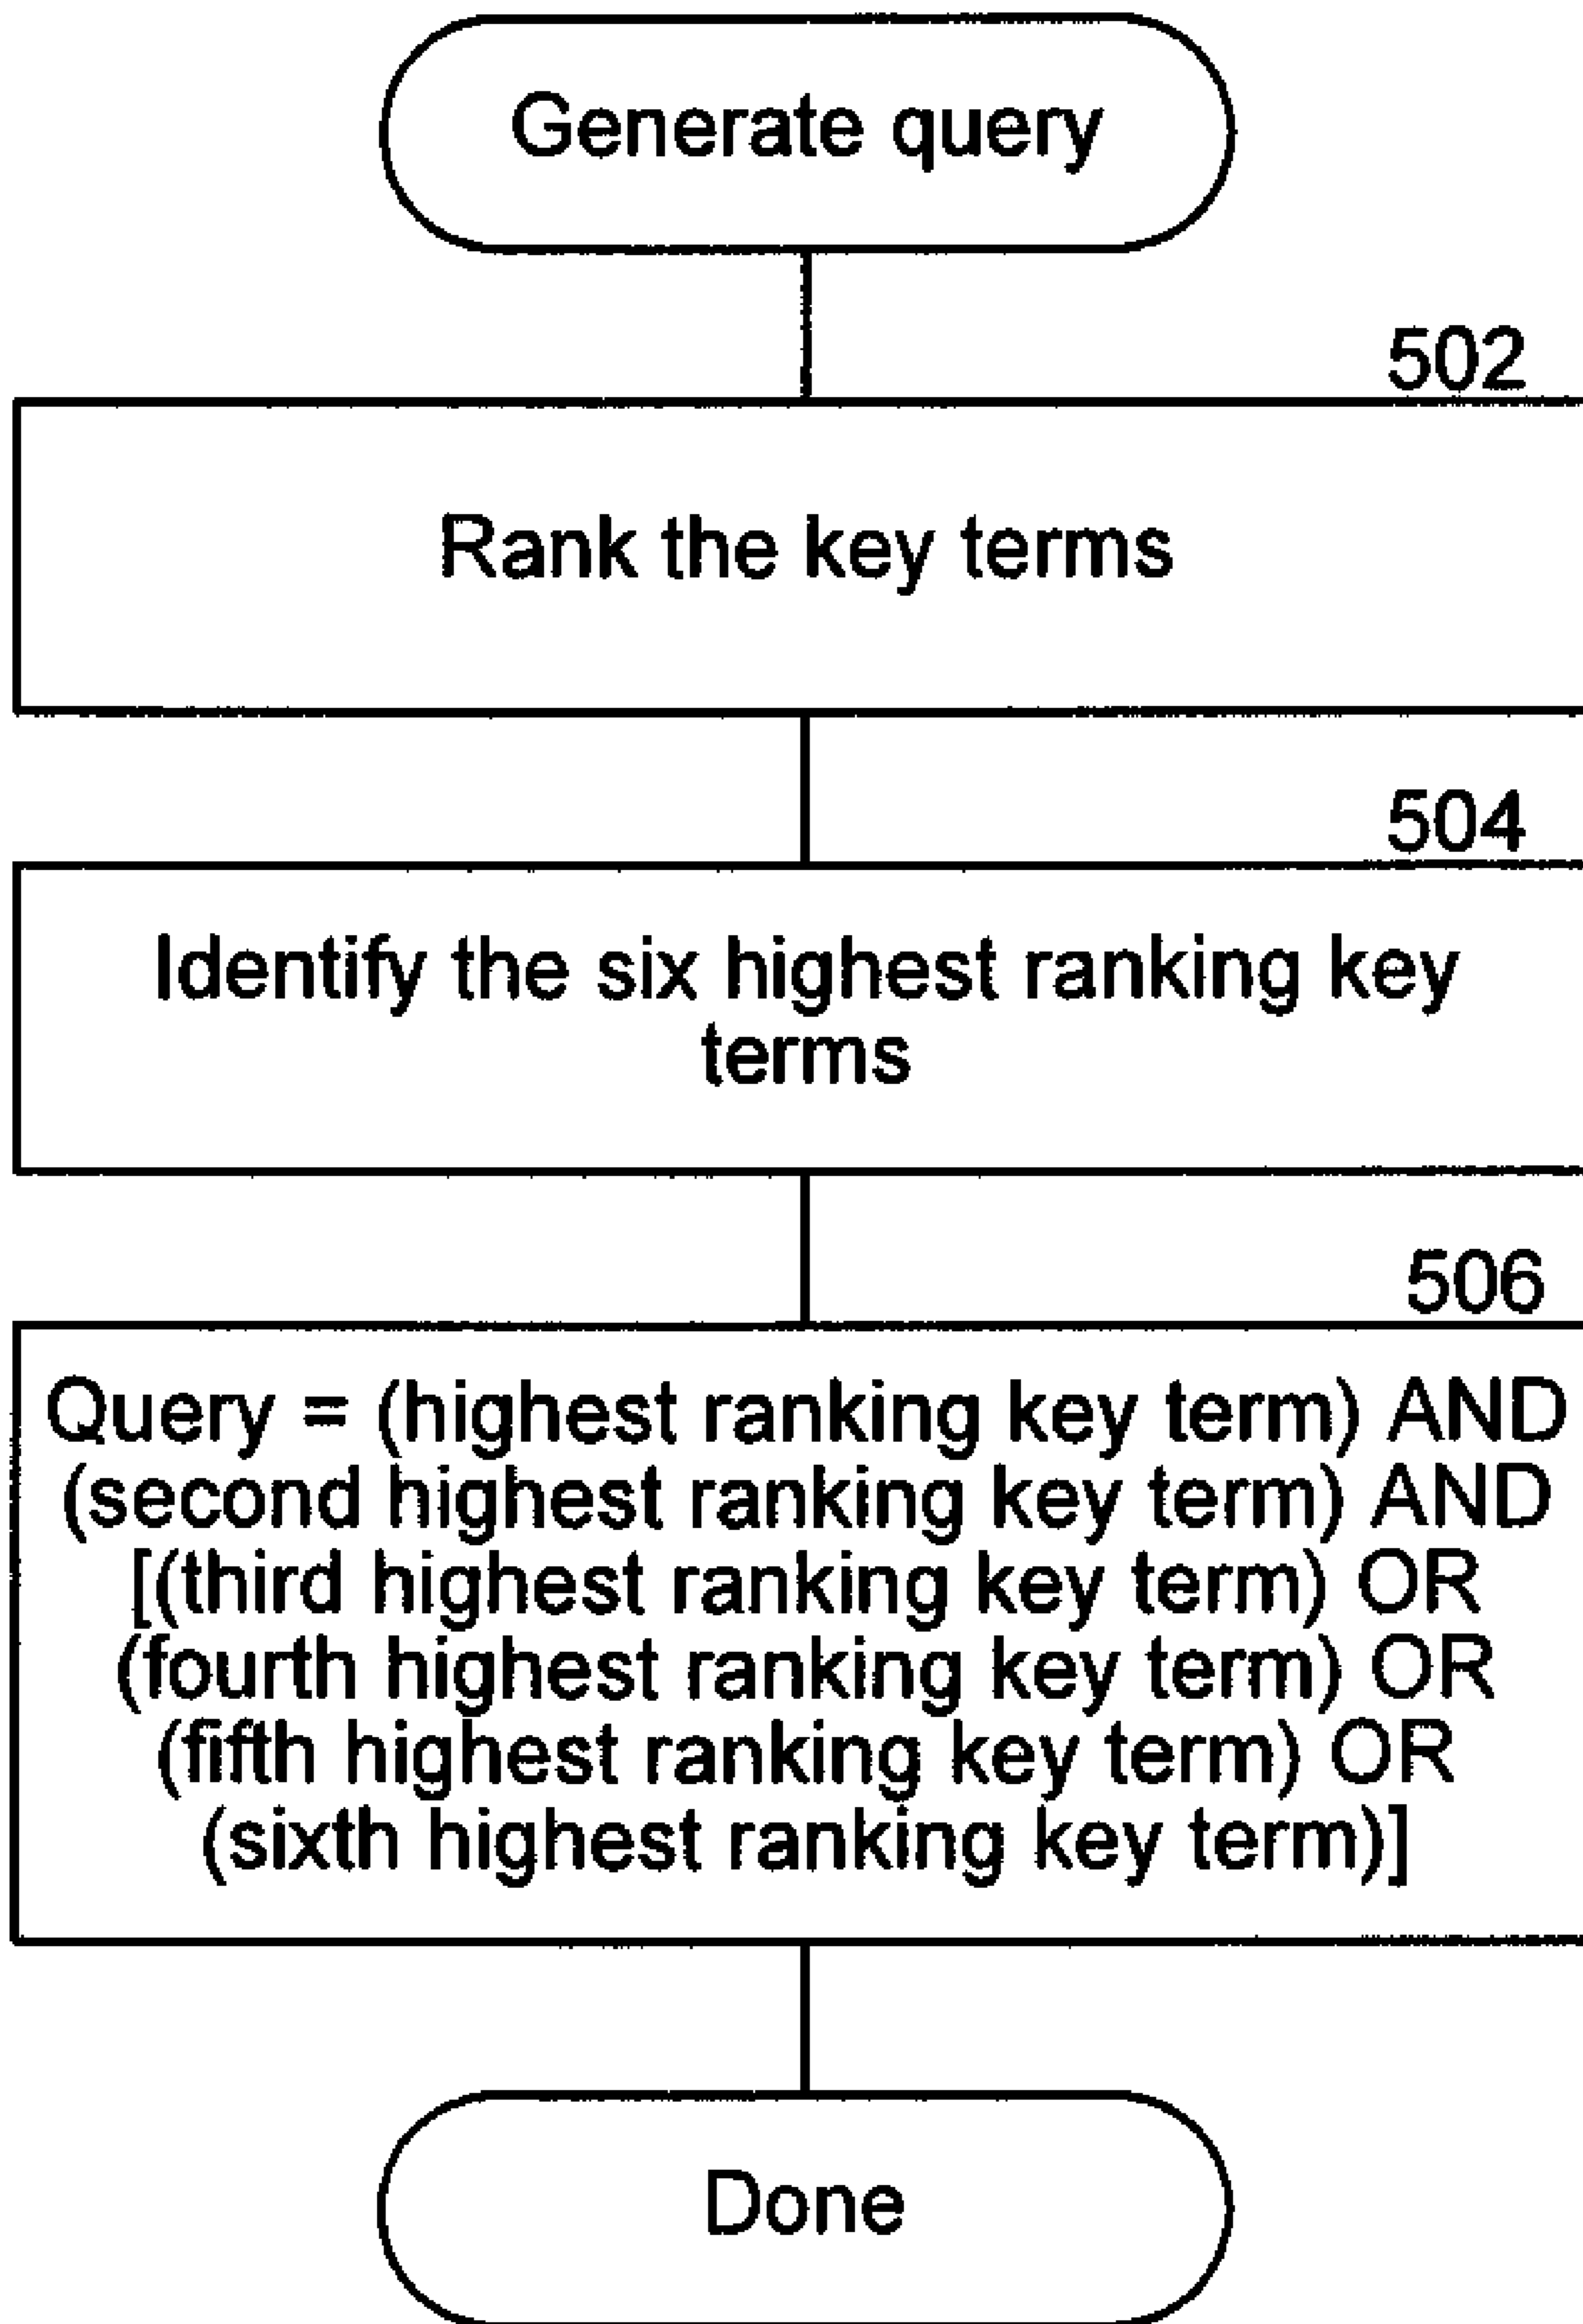 Generate query
502
Rank the key terms
504
Identify the six highest ranking key
terms
506
Query = (highest ranking key term) AND
(second highest ranking key term) AND
[(third highest ranking key term) OR
(fourth highest ranking key term) OR
(fifth highest ranking key term) OR
(sixth highest ranking key term)]
Done